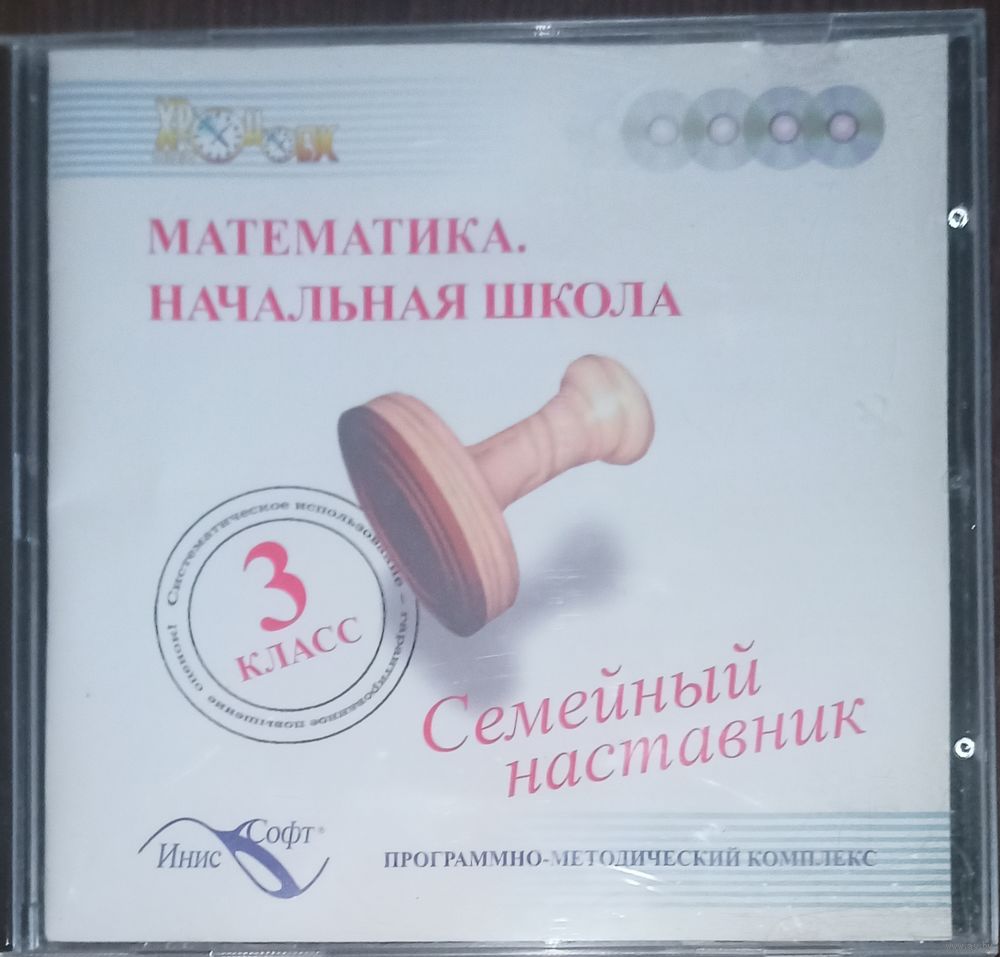 МАТЕМАТИКА.
НАЧАЛЬНАЯ ШКОЛА
Систематическое использование – гарантированное повышение оценок!
3
КЛАСС
Семейный
наставник
Инис
Софт®
ПРОГРАММНО-МЕТОДИЧЕСКИЙ КОМПЛЕКС